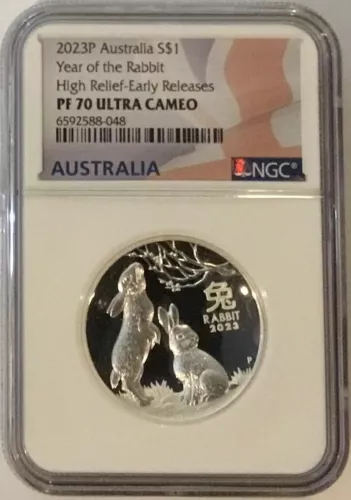 2023P Australia S$1
Year of the Rabbit
High Relief-Early Releases
PF 70 ULTRA CAMEO
6592588-048
AUSTRALIA
NGC®
兔
RABBIT
2023
P